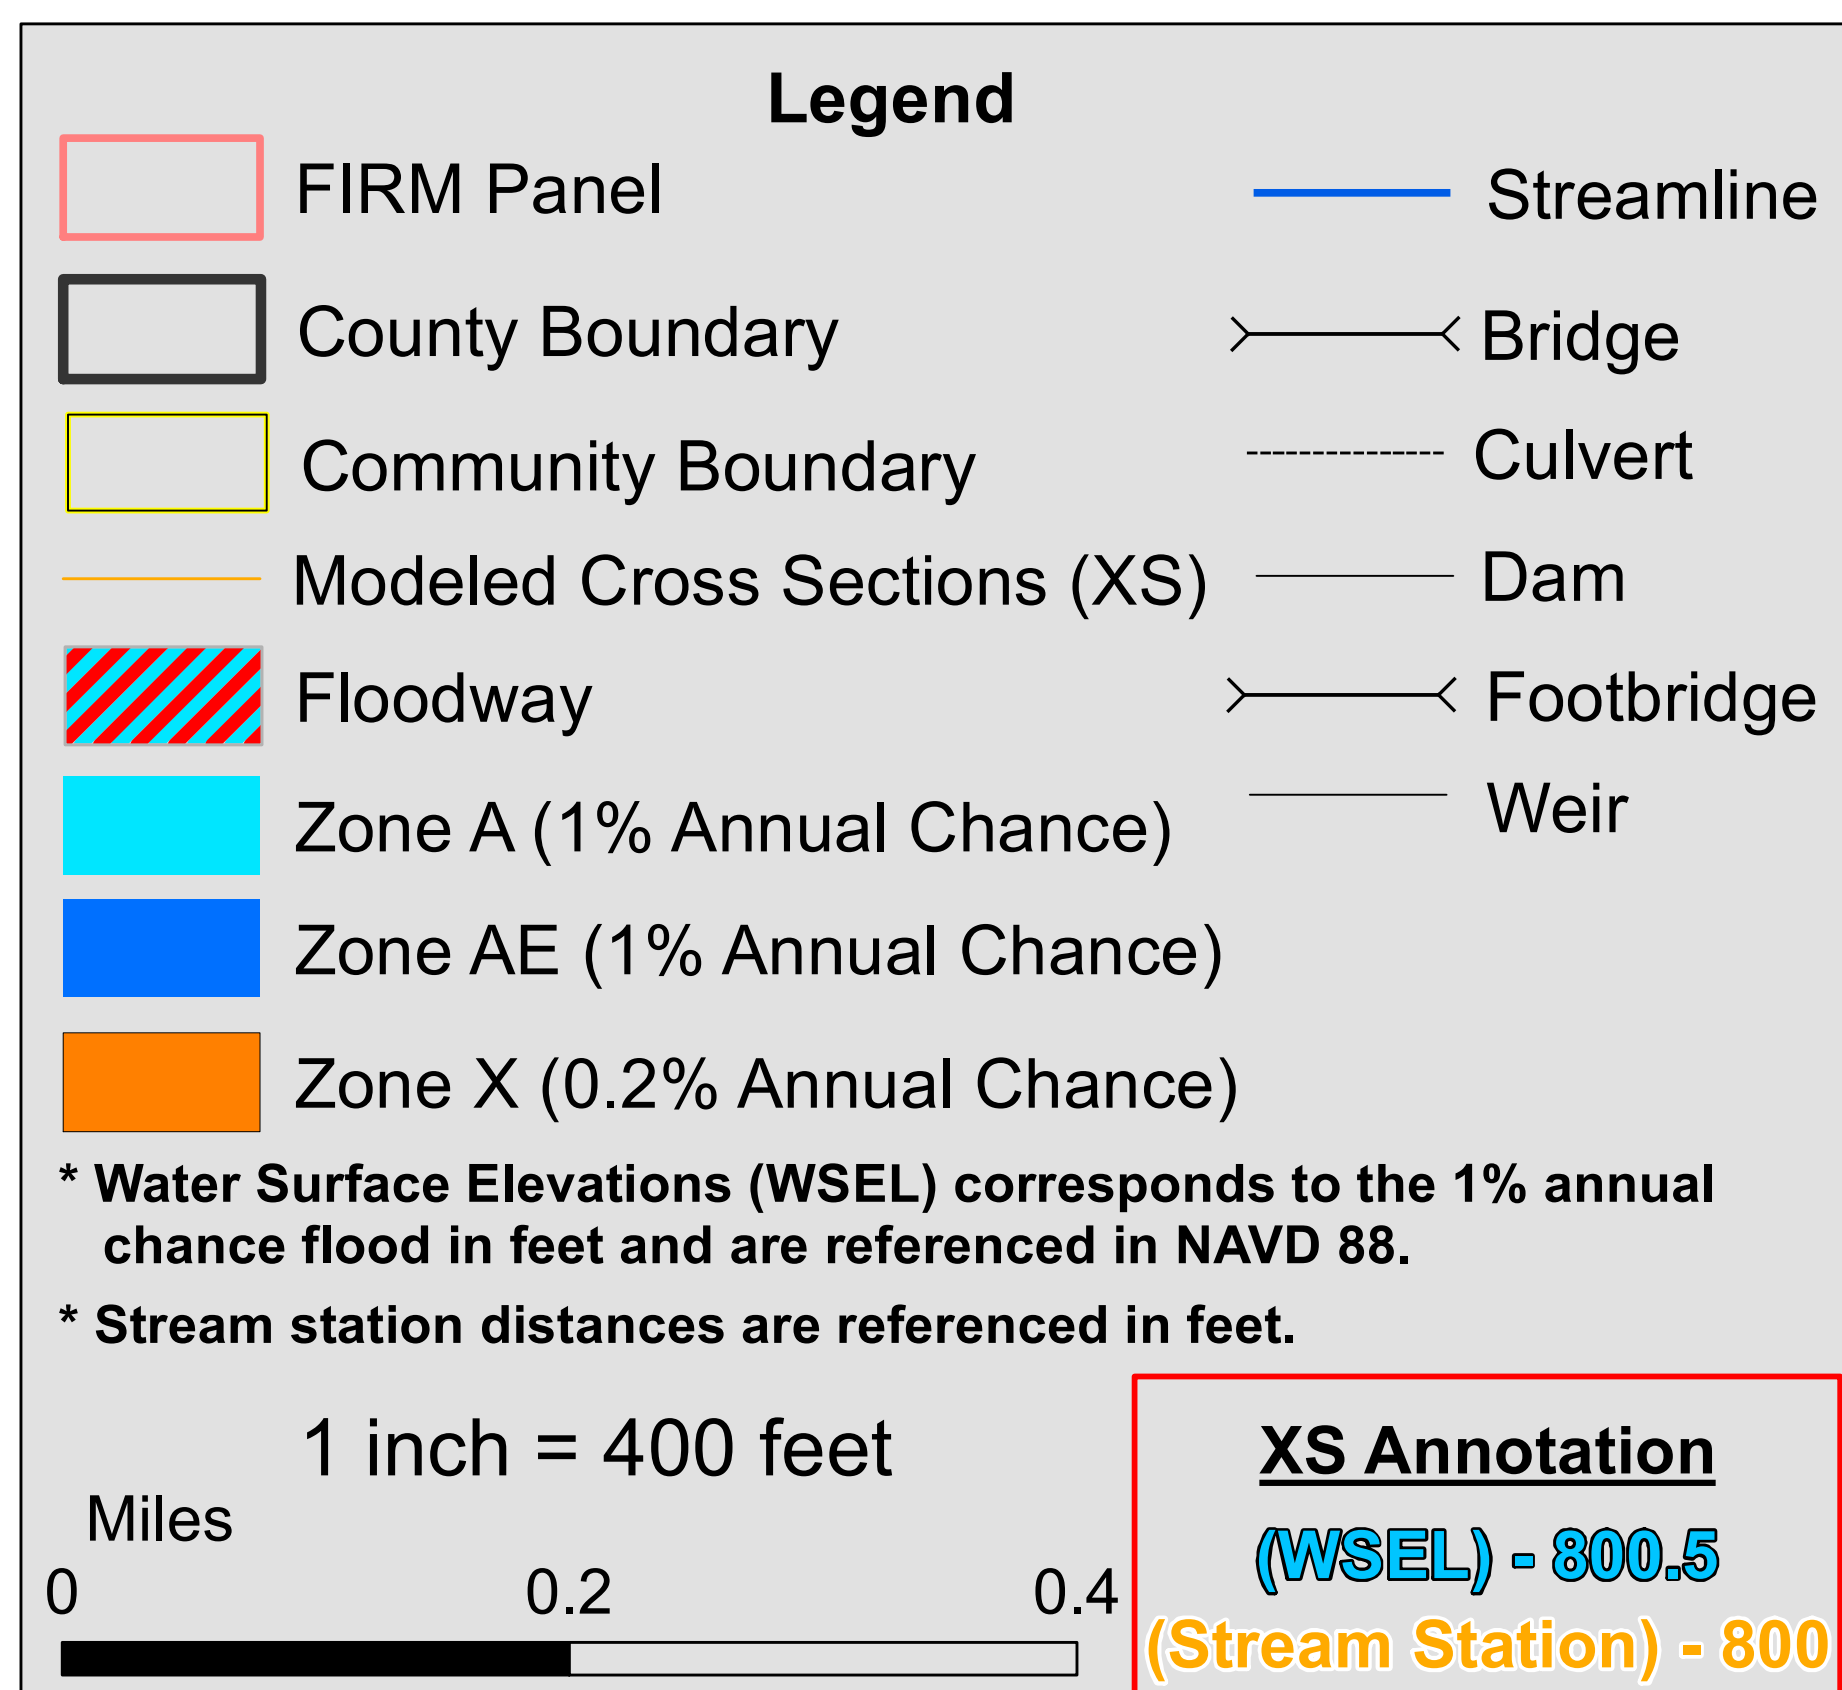 Legend
FIRM Panel
County Boundary
Community Boundary
Modeled Cross Sections (XS)
Floodway
Zone A (1% Annual Chance)
Zone AE (1% Annual Chance)
Zone X (0.2% Annual Chance)
Streamline
Bridge
Culvert
Dam
Footbridge
Weir
* Water Surface Elevations (WSEL) corresponds to the 1% annual
chance flood in feet and are referenced in NAVD 88.
* Stream station distances are referenced in feet.
1 inch = 400 feet
Miles
0 0.2 0.4
XS Annotation
(WSEL) - 800.5
(Stream Station) - 800